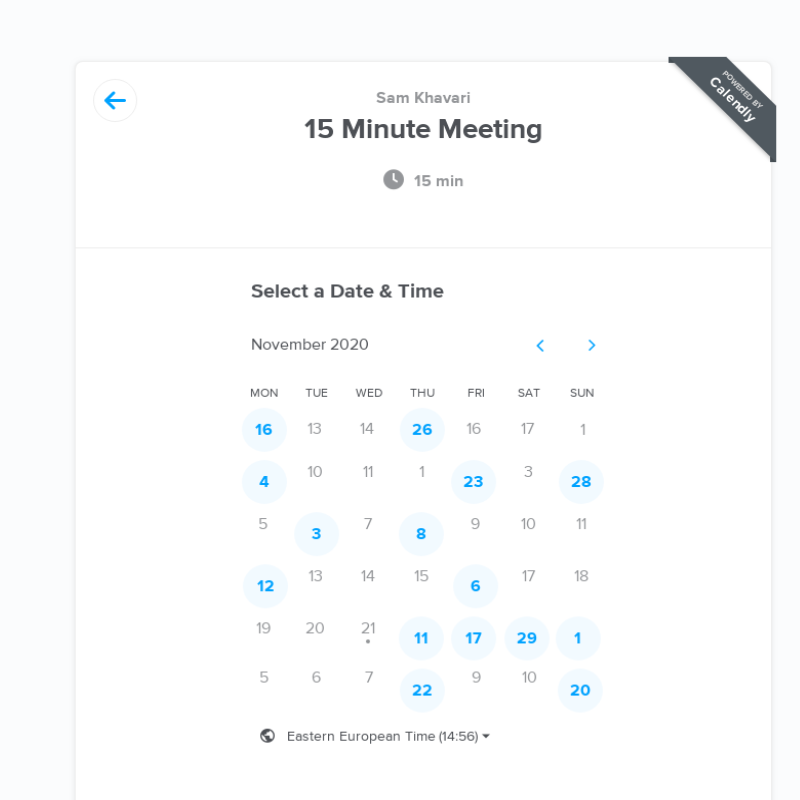 POWERED BY
Calendly
Sam Khavari
15 Minute Meeting
15 min
Select a Date & Time
November 2020
MON TUE WED THU FRI SAT SUN
16 13 14 26 16 17 1
4 10 11 1 23 3 28
5 3 7 8 9 10 11
12 13 14 15 6 17 18
19 20 21 11 17 29 1
5 6 7 22 9 10 20
Eastern European Time (14:56)